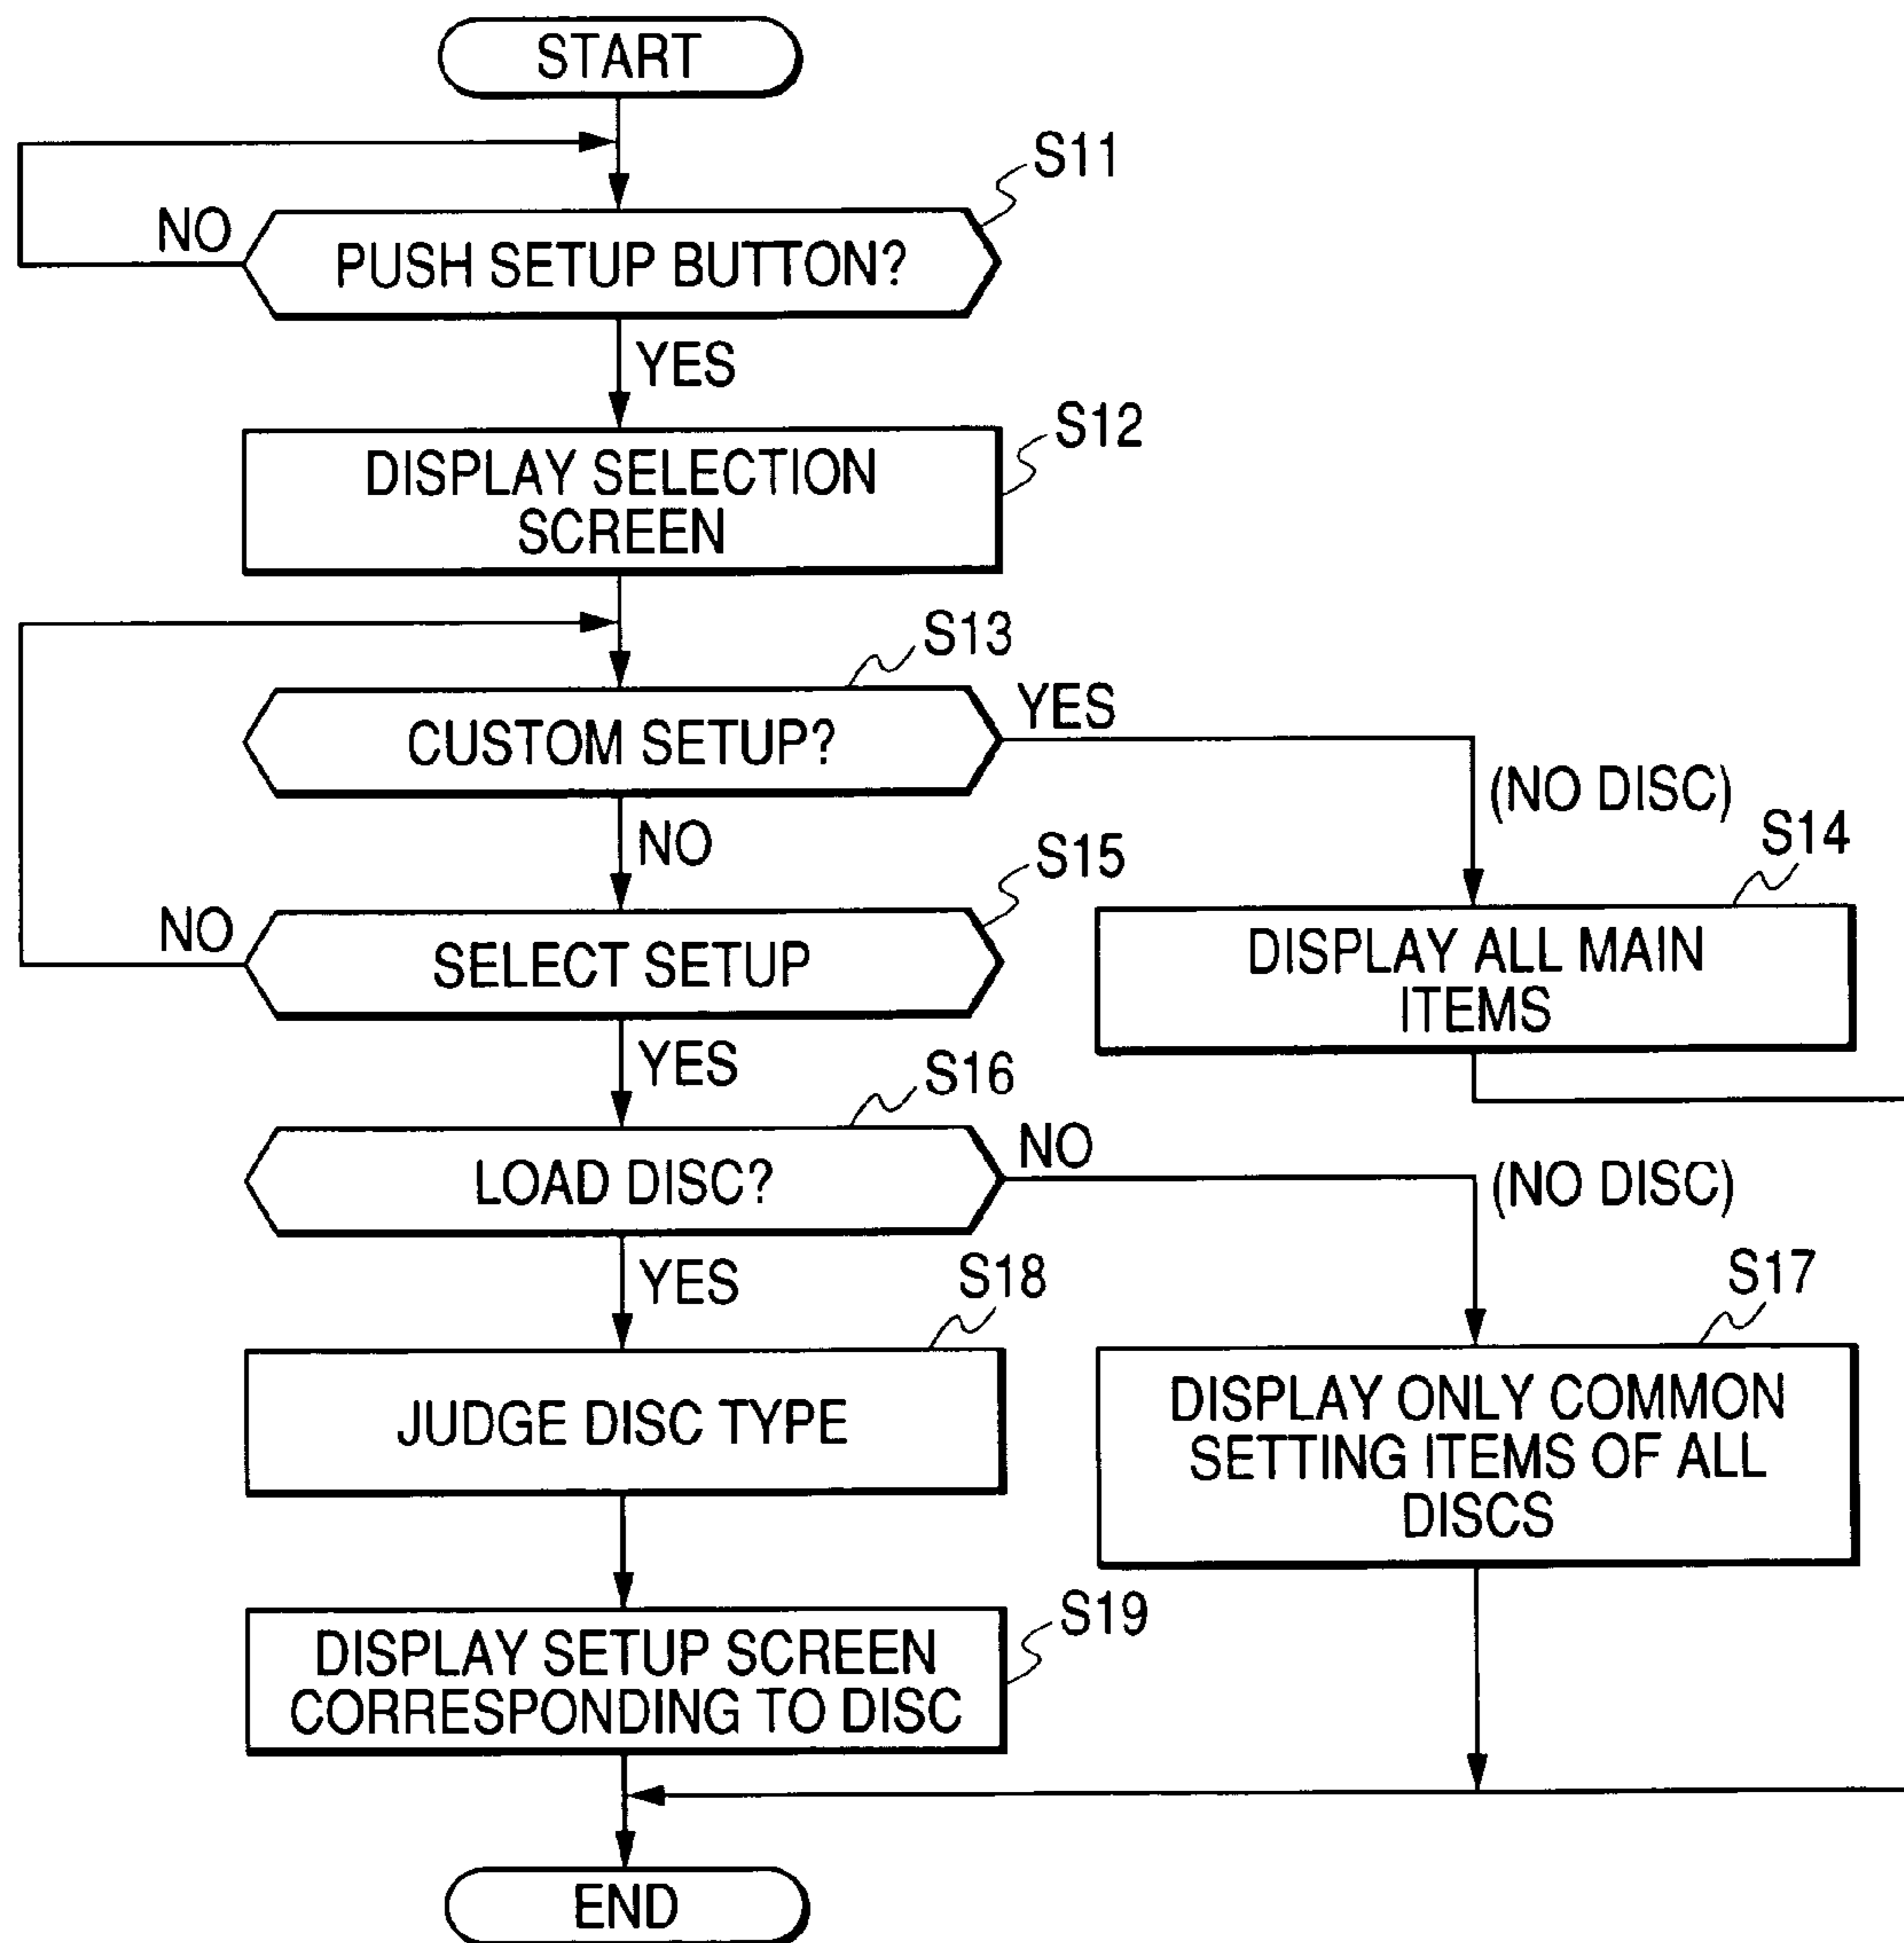 START
S11
NO
PUSH SETUP BUTTON?
YES
S12
DISPLAY SELECTION
SCREEN
S13
CUSTOM SETUP?
YES
(NO DISC)
NO
S14
DISPLAY ALL MAIN
ITEMS
S15
NO
SELECT SETUP
YES
S16
LOAD DISC?
NO
(NO DISC)
YES
S17
DISPLAY ONLY COMMON
SETTING ITEMS OF ALL
DISCS
S18
JUDGE DISC TYPE
S19
DISPLAY SETUP SCREEN
CORRESPONDING TO DISC
END